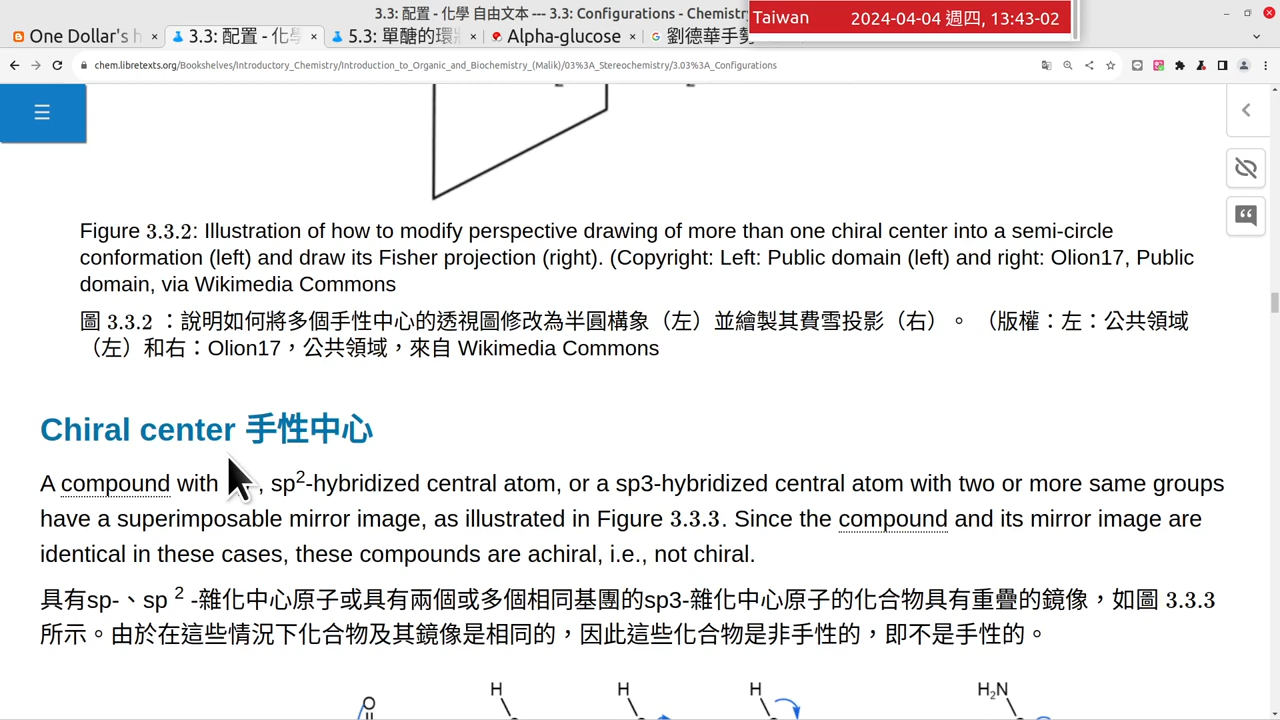 3.3: 配置 - 化學 自由文本 --- 3.3: Configurations - Chemistry
Taiwan 2024-04-04 週四, 13:43-02
One Dollar's h
3.3: 配置 - 化學
5.3: 單醣的環
Alpha-glucose
劉德華手勢
chem.libretexts.org/Bookshelves/Introductory_Chemistry/Introduction_to_Organic_and_Biochemistry_(Malik)/03%3A_Stereochemistry/3.03%3A_Configurations
Figure 3.3.2: Illustration of how to modify perspective drawing of more than one chiral center into a semi-circle
conformation (left) and draw its Fisher projection (right). (Copyright: Left: Public domain (left) and right: Olion17, Public
domain, via Wikimedia Commons
圖 3.3.2 ：說明如何將多個手性中心的透視圖修改為半圓構象（左）並繪製其費雪投影（右）。 （版權：左：公共領域
（左）和右：Olion17，公共領域，來自 Wikimedia Commons
Chiral center 手性中心
A compound with , sp2-hybridized central atom, or a sp3-hybridized central atom with two or more same groups
have a superimposable mirror image, as illustrated in Figure 3.3.3. Since the compound and its mirror image are
identical in these cases, these compounds are achiral, i.e., not chiral.
具有sp-、sp 2 -雜化中心原子或具有兩個或多個相同基團的sp3-雜化中心原子的化合物具有重疊的鏡像，如圖 3.3.3
所示。由於在這些情況下化合物及其鏡像是相同的，因此這些化合物是非手性的，即不是手性的。
O H H H H2N